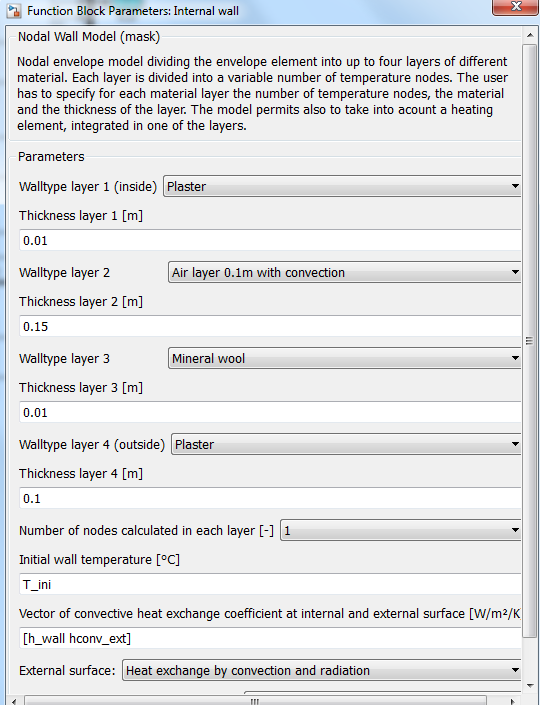 Function Block Parameters: Internal wall
Nodal Wall Model (mask)
Nodal envelope model dividing the envelope element into up to four layers of different
material. Each layer is divided into a variable number of temperature nodes. The user
has to specify for each material layer the number of temperature nodes, the material
and the thickness of the layer. The model permits also to take into acount a heating
element, integrated in one of the layers.
Parameters
Walltype layer 1 (inside) Plaster
Thickness layer 1 [m]
0.01
Walltype layer 2 Air layer 0.1m with convection
Thickness layer 2 [m]
0.15
Walltype layer 3 Mineral wool
Thickness layer 3 [m]
0.01
Walltype layer 4 (outside) Plaster
Thickness layer 4 [m]
0.1
Number of nodes calculated in each layer [-] 1
Initial wall temperature [°C]
T_ini
Vector of convective heat exchange coefficient at internal and external surface [W/m²/K
[h_wall hconv_ext]
External surface: Heat exchange by convection and radiation